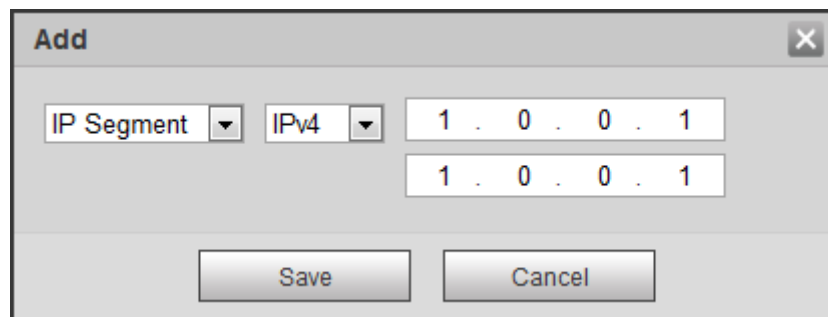 Add
IP Segment IPv4 1 . 0 . 0 . 1
1 . 0 . 0 . 1
Save Cancel